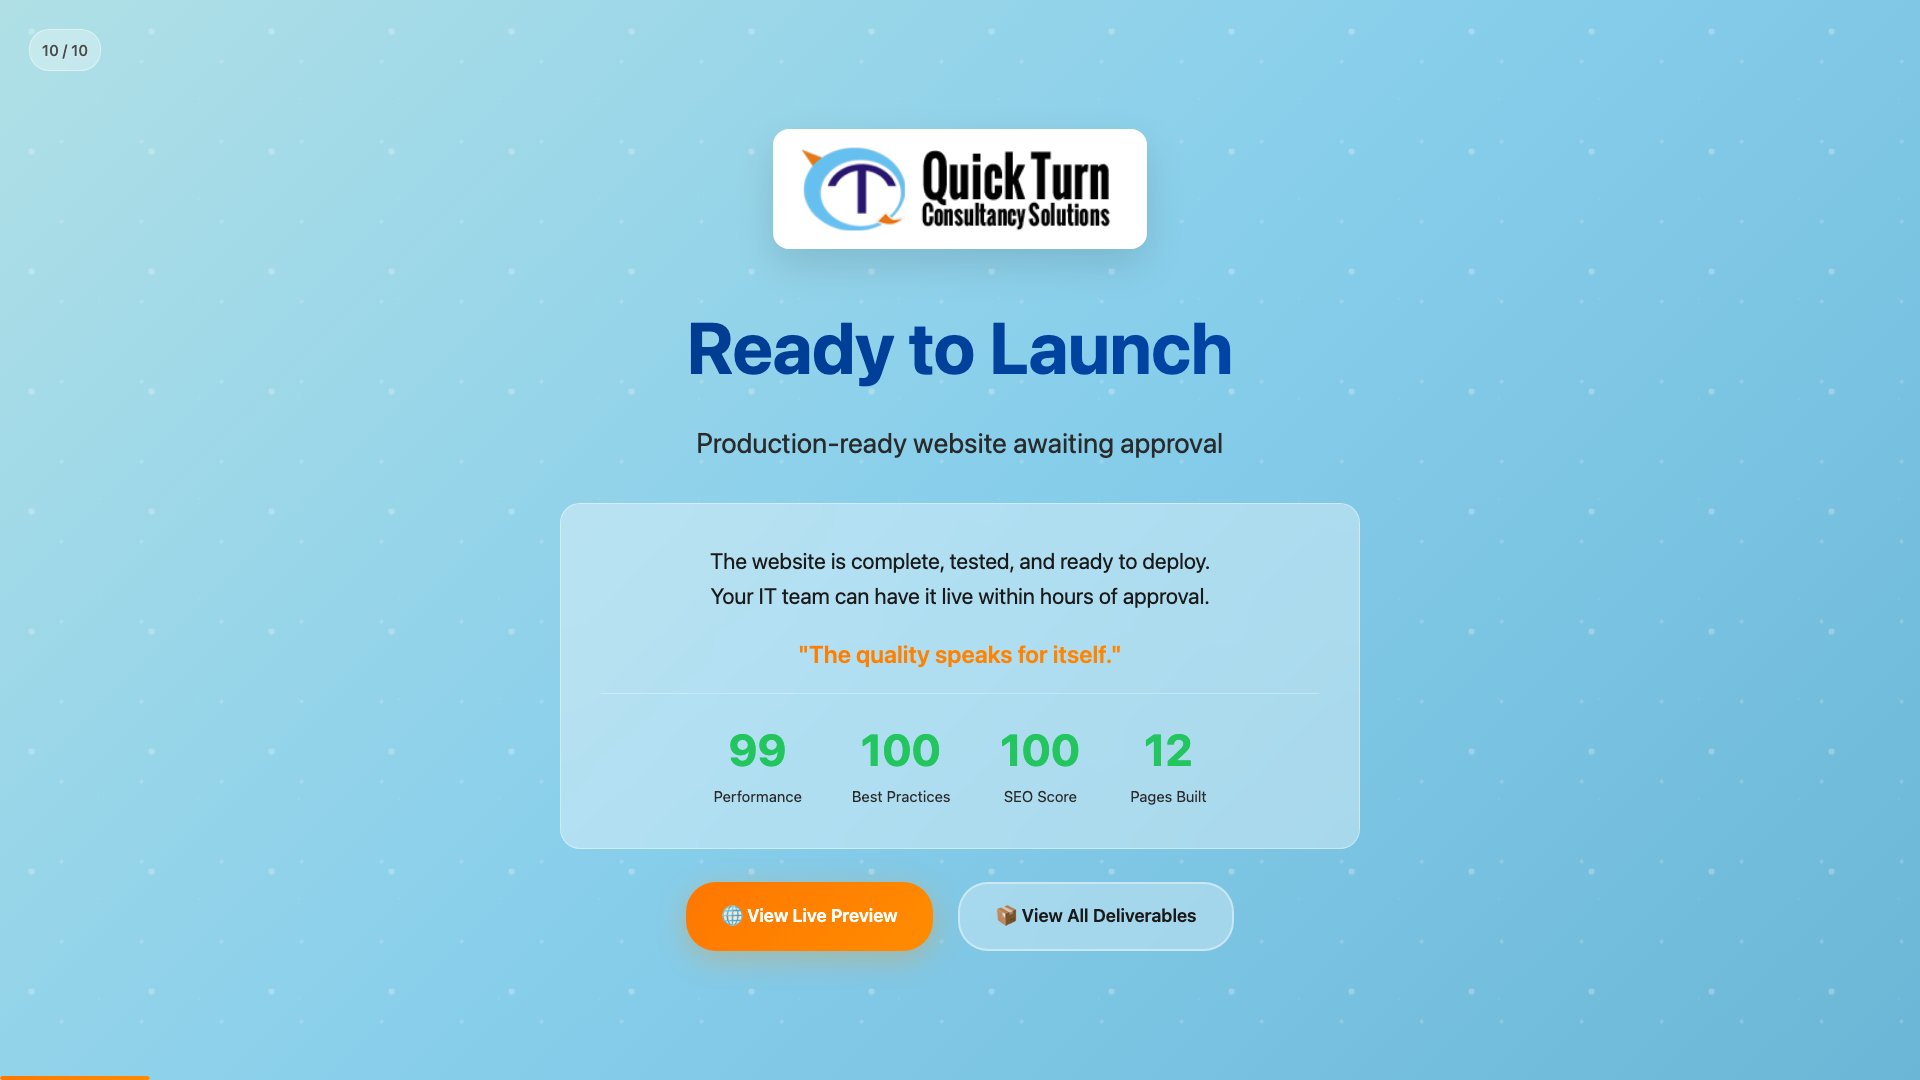 10 / 10
Quick Turn
Consultancy Solutions
Ready to Launch
Production-ready website awaiting approval
The website is complete, tested, and ready to deploy.
Your IT team can have it live within hours of approval.
"The quality speaks for itself."
99 100 100 12
Performance Best Practices SEO Score Pages Built
🌐 View Live Preview 📦 View All Deliverables